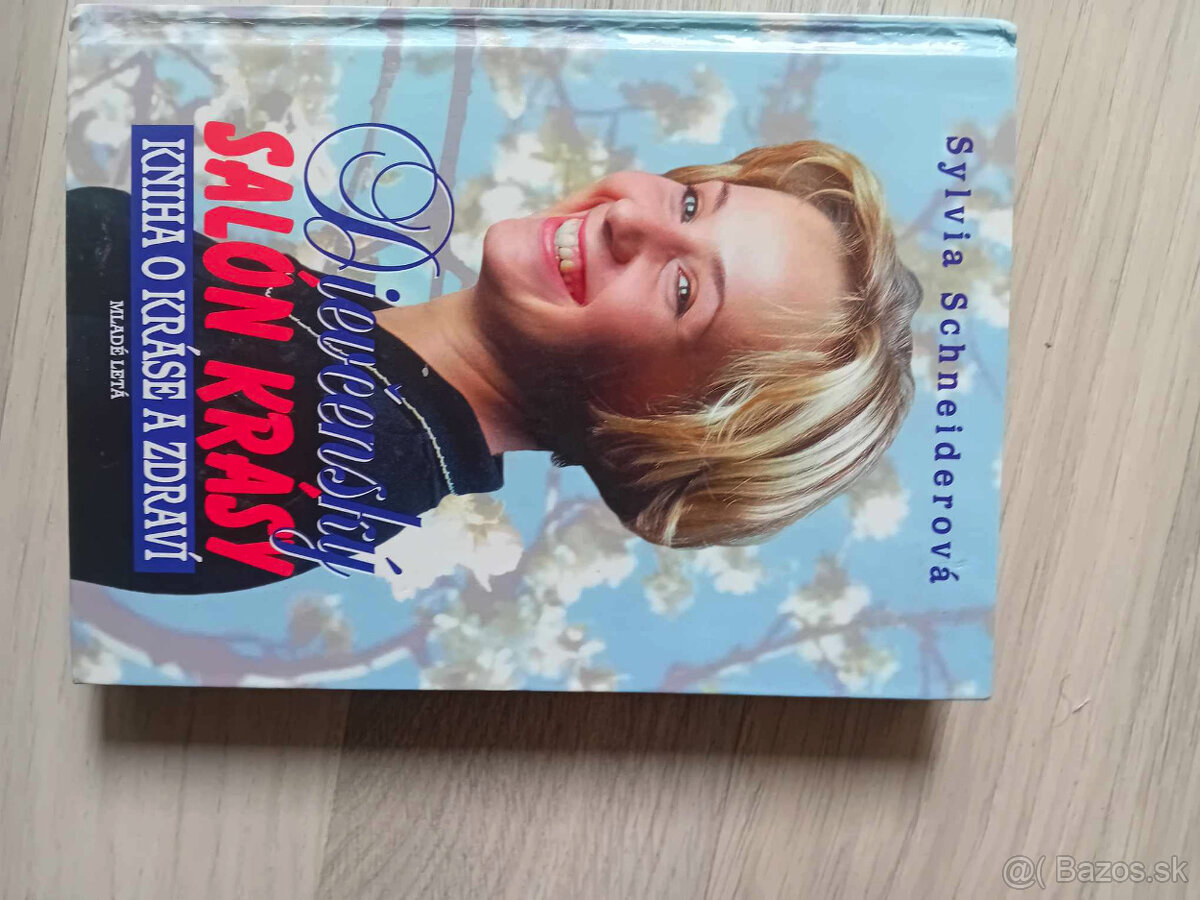 Sylvia Schneiderová
Dievčenský
SALÓN KRÁSY
KNIHA O KRÁSE A ZDRAVÍ
MLADÉ LETÁ
@( Bazos.sk